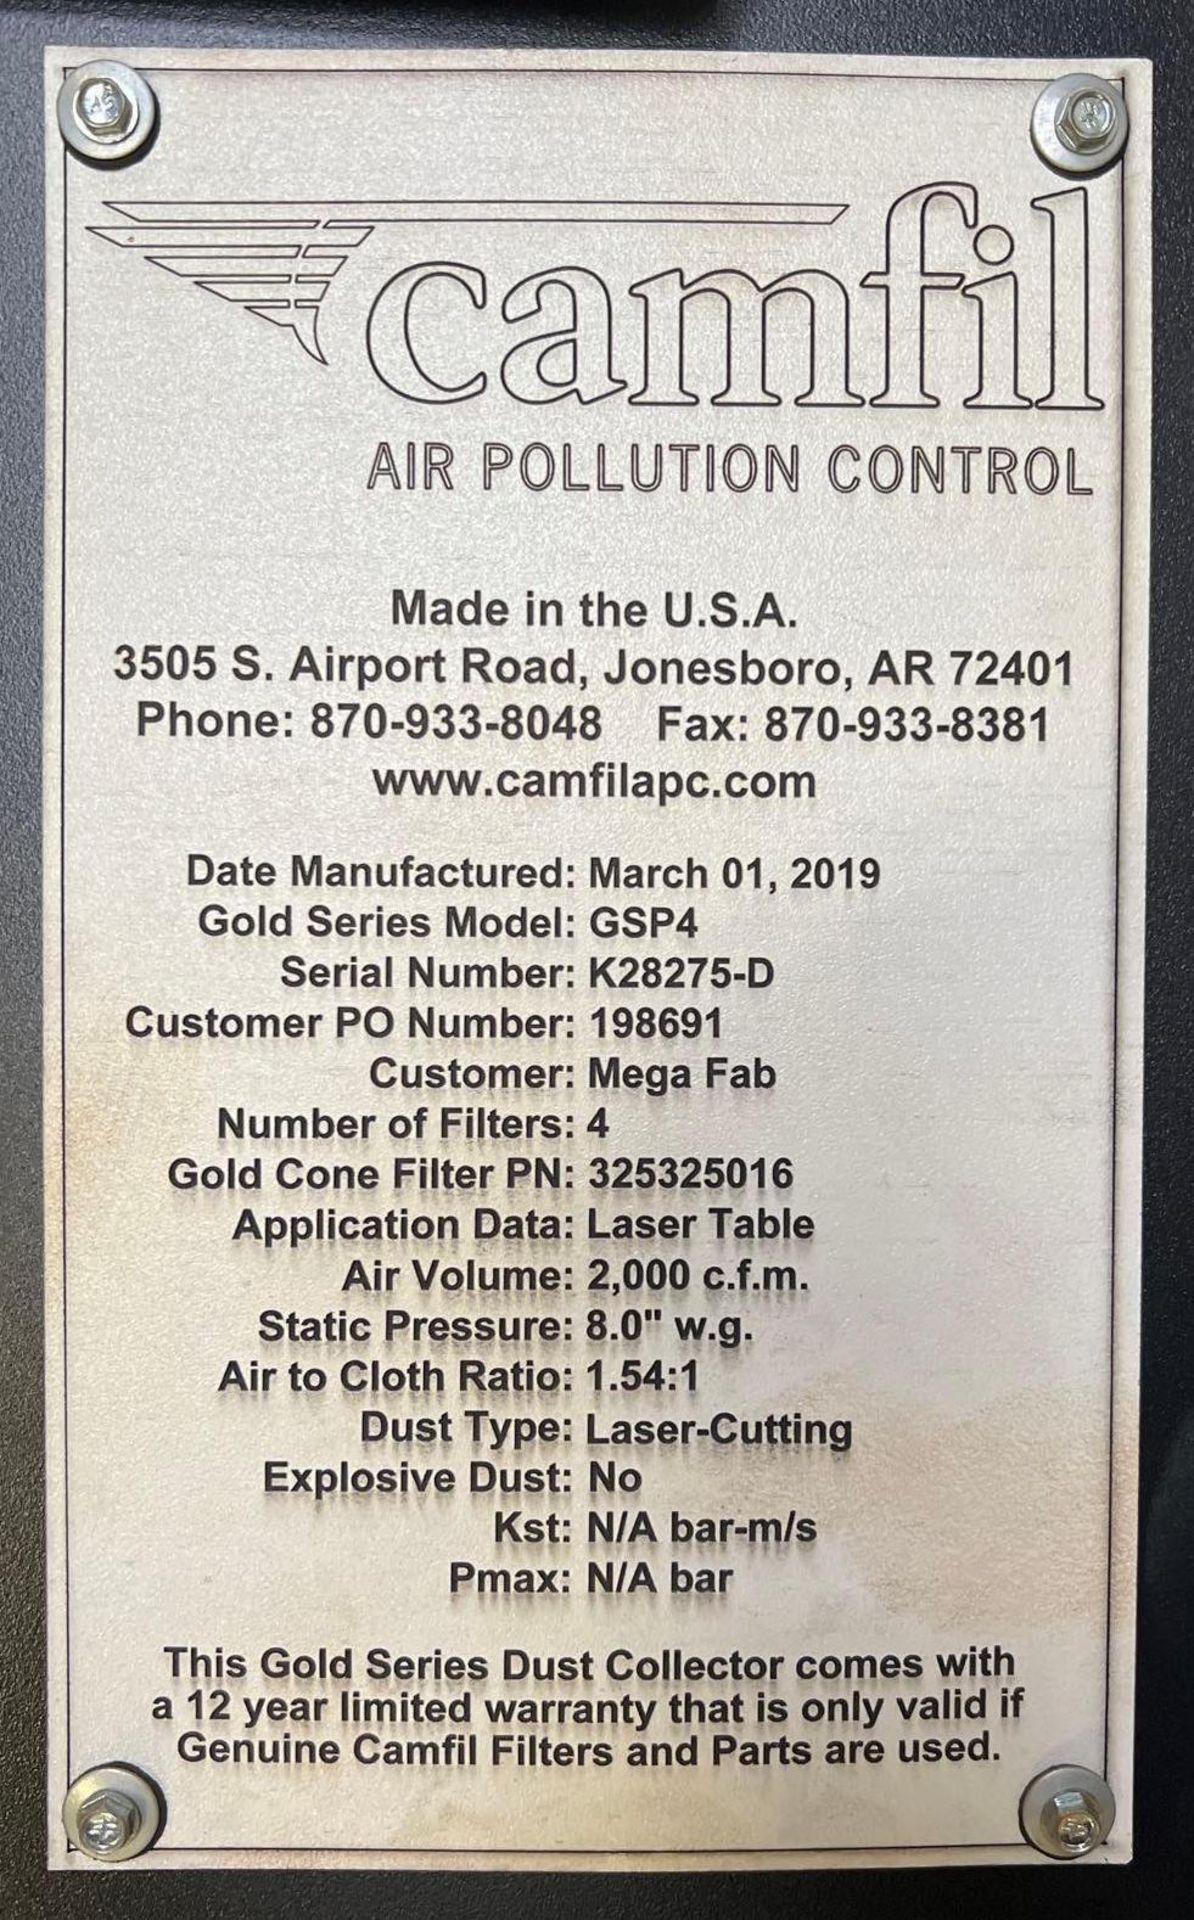 camfil
AIR POLLUTION CONTROL
Made in the U.S.A.
3505 S. Airport Road, Jonesboro, AR 72401
Phone: 870-933-8048 Fax: 870-933-8381
www.camfilapc.com
Date Manufactured: March 01, 2019
Gold Series Model: GSP4
Serial Number: K28275-D
Customer PO Number: 198691
Customer: Mega Fab
Number of Filters: 4
Gold Cone Filter PN: 325325016
Application Data: Laser Table
Air Volume: 2,000 c.f.m.
Static Pressure: 8.0" w.g.
Air to Cloth Ratio: 1.54:1
Dust Type: Laser-Cutting
Explosive Dust: No
Kst: N/A bar-m/s
Pmax: N/A bar
This Gold Series Dust Collector comes with
a 12 year limited warranty that is only valid if
Genuine Camfil Filters and Parts are used.